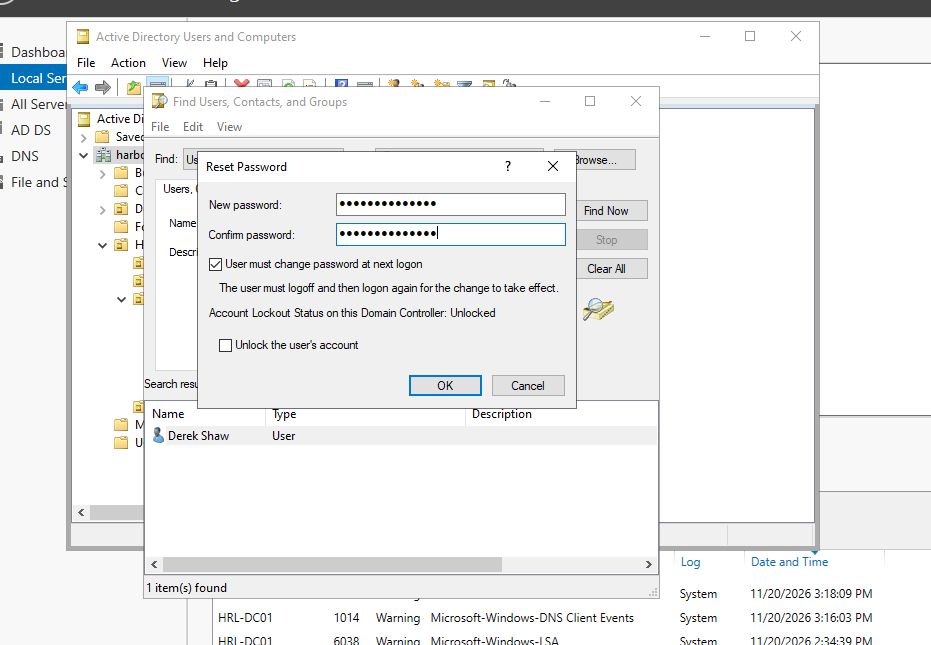 Active Directory Users and Computers
File Action View Help
Local Ser
All Server
AD DS
DNS
File and S
Active Di
Saved
harbo
Find Users, Contacts, and Groups
File Edit View
Find:
Browse...
Users,
Name
Descri
Find Now
Stop
Clear All
Reset Password
?
New password: ••••••••••••••
Confirm password: ••••••••••••••
User must change password at next logon
The user must logoff and then logon again for the change to take effect.
Account Lockout Status on this Domain Controller: Unlocked
Unlock the user's account
OK Cancel
Search resu
Name Type Description
Derek Shaw User
1 item(s) found
Log Date and Time
System 11/20/2026 3:18:09 PM
HRL-DC01 1014 Warning Microsoft-Windows-DNS Client Events System 11/20/2026 3:16:03 PM
HRL-DC01 6038 Warning Microsoft-Windows-LSA System 11/20/2026 2:34:39 PM